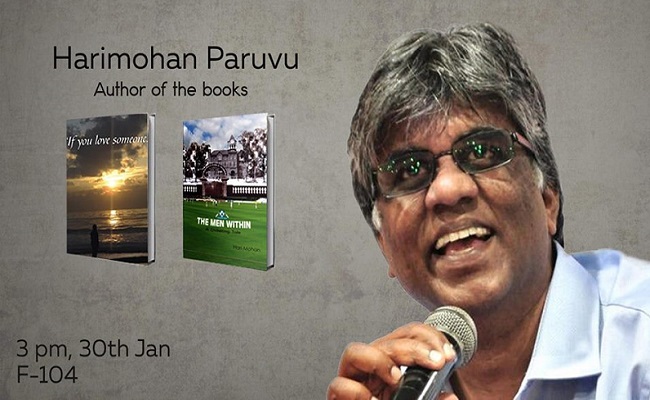 Harimohan Paruvu
Author of the books
If you love someone.
THE MEN WITHIN
3 pm, 30th Jan
F-104